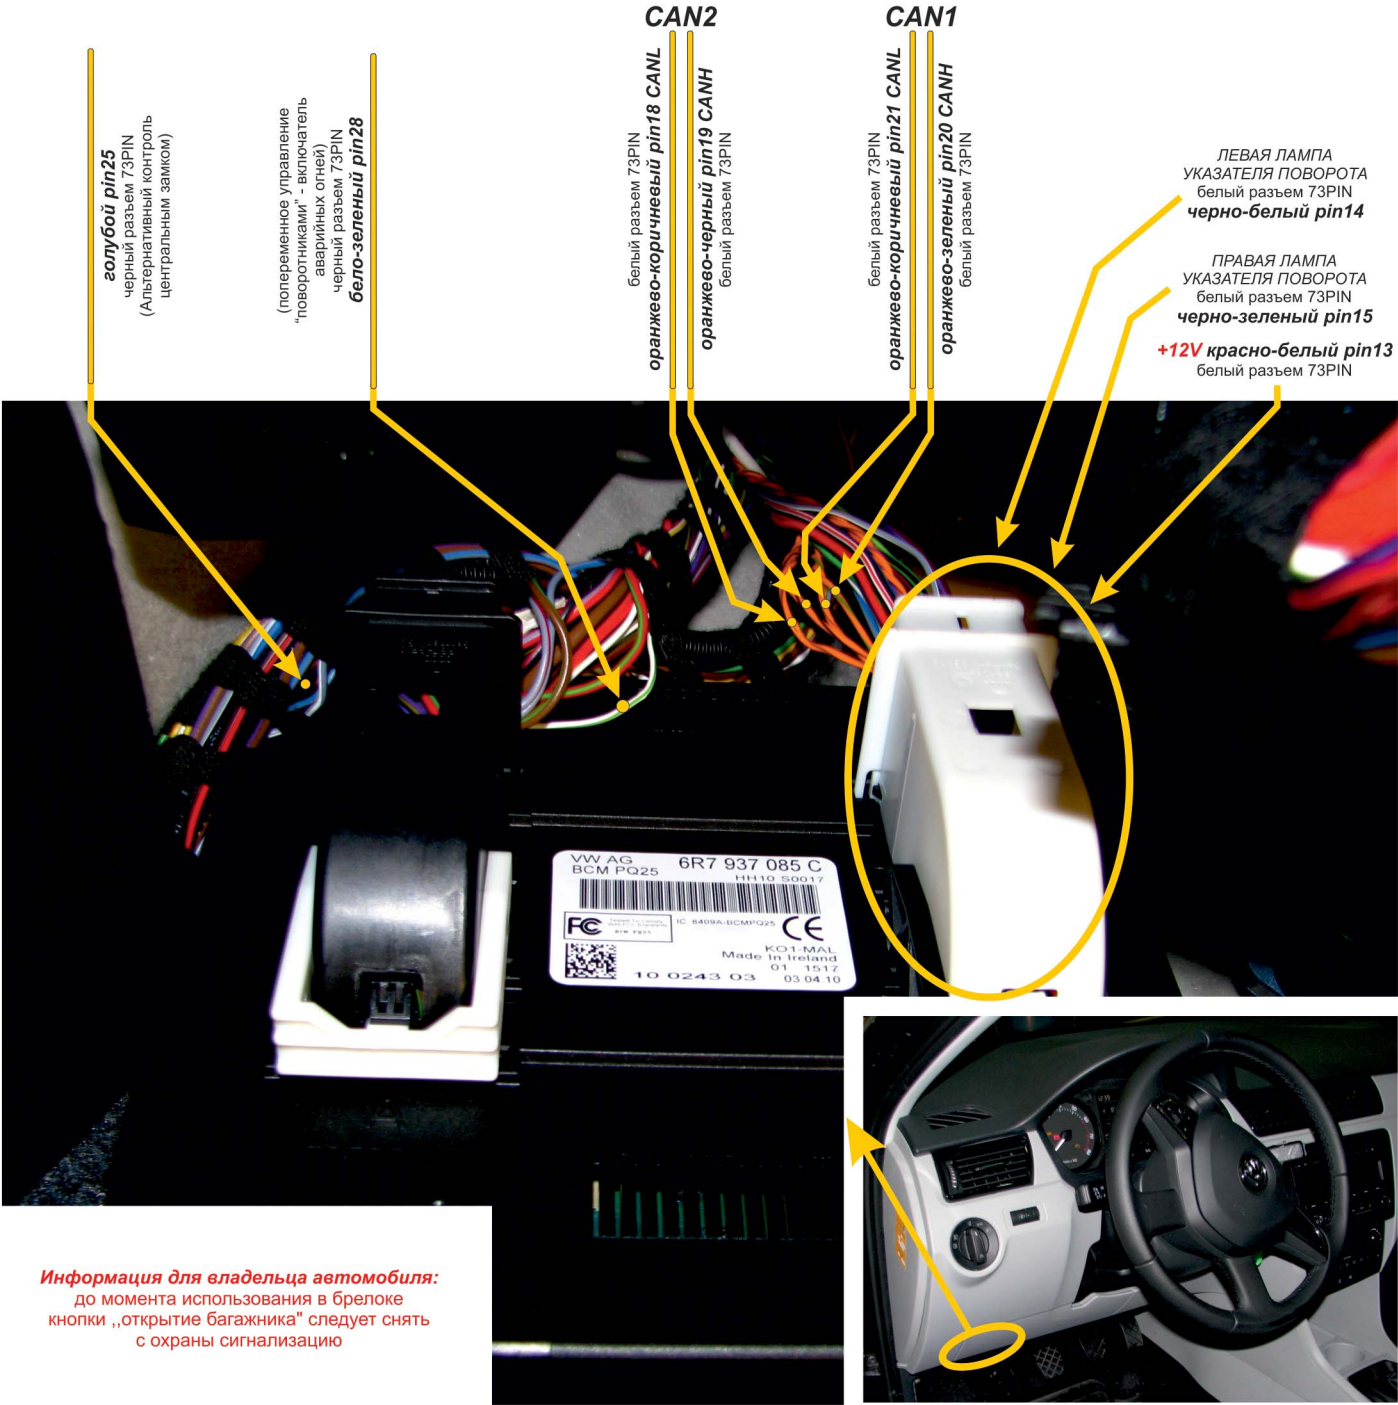 CAN2
CAN1
голубой pin25
черный разъем 73PIN
(Альтернативный контроль
центральным замком)
(попеременное управление
“поворотниками” - включатель
аварийных огней)
черный разъем 73PIN
бело-зеленый pin28
белый разъем 73PIN
оранжево-коричневый pin18 CANL
оранжево-черный pin19 CANH
белый разъем 73PIN
белый разъем 73PIN
оранжево-коричневый pin21 CANL
оранжево-зеленый pin20 CANH
белый разъем 73PIN
ЛЕВАЯ ЛАМПА
УКАЗАТЕЛЯ ПОВОРОТА
белый разъем 73PIN
черно-белый pin14
ПРАВАЯ ЛАМПА
УКАЗАТЕЛЯ ПОВОРОТА
белый разъем 73PIN
черно-зеленый pin15
+12V красно-белый pin13
белый разъем 73PIN
VW AG 6R7 937 085 C
BCM PQ25 HH10 S0017
FC IC 8409A-BCMPQ25 CE
KO1-MAL
Made In Ireland
01 1517
10 0243 03 03 04 10
Информация для владельца автомобиля:
до момента использования в брелоке
кнопки ,,открытие багажника" следует снять
с охраны сигнализацию